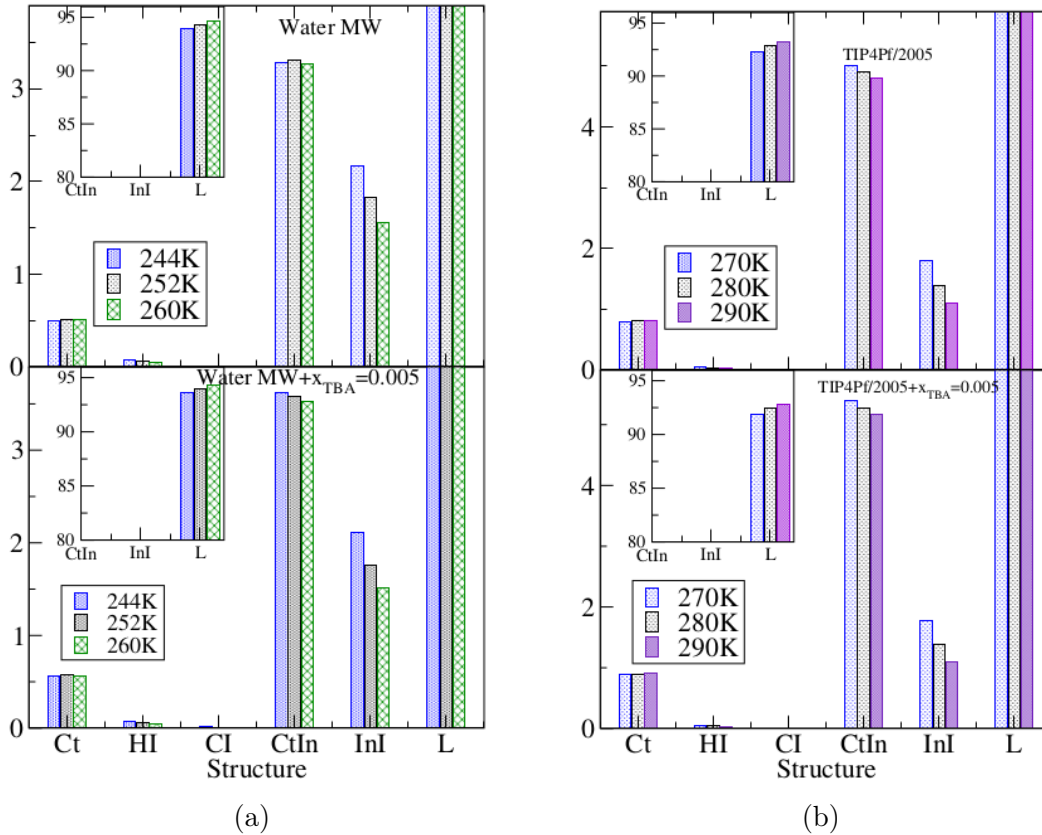 95
90
85
80
CtIn InI L
Water MW
3
2
1
0
244K
252K
260K
95
90
85
80
CtIn InI L
Water MW+xTBA=0.005
3
2
1
0
244K
252K
260K
Ct HI CI CtIn InI L
Structure
(a)
95
90
85
80
CtIn InI L
TIP4Pf/2005
4
2
0
270K
280K
290K
95
90
85
80
CtIn InI L
TIP4Pf/2005+xTBA=0.005
4
2
0
270K
280K
290K
Ct HI CI CtIn InI L
Structure
(b)